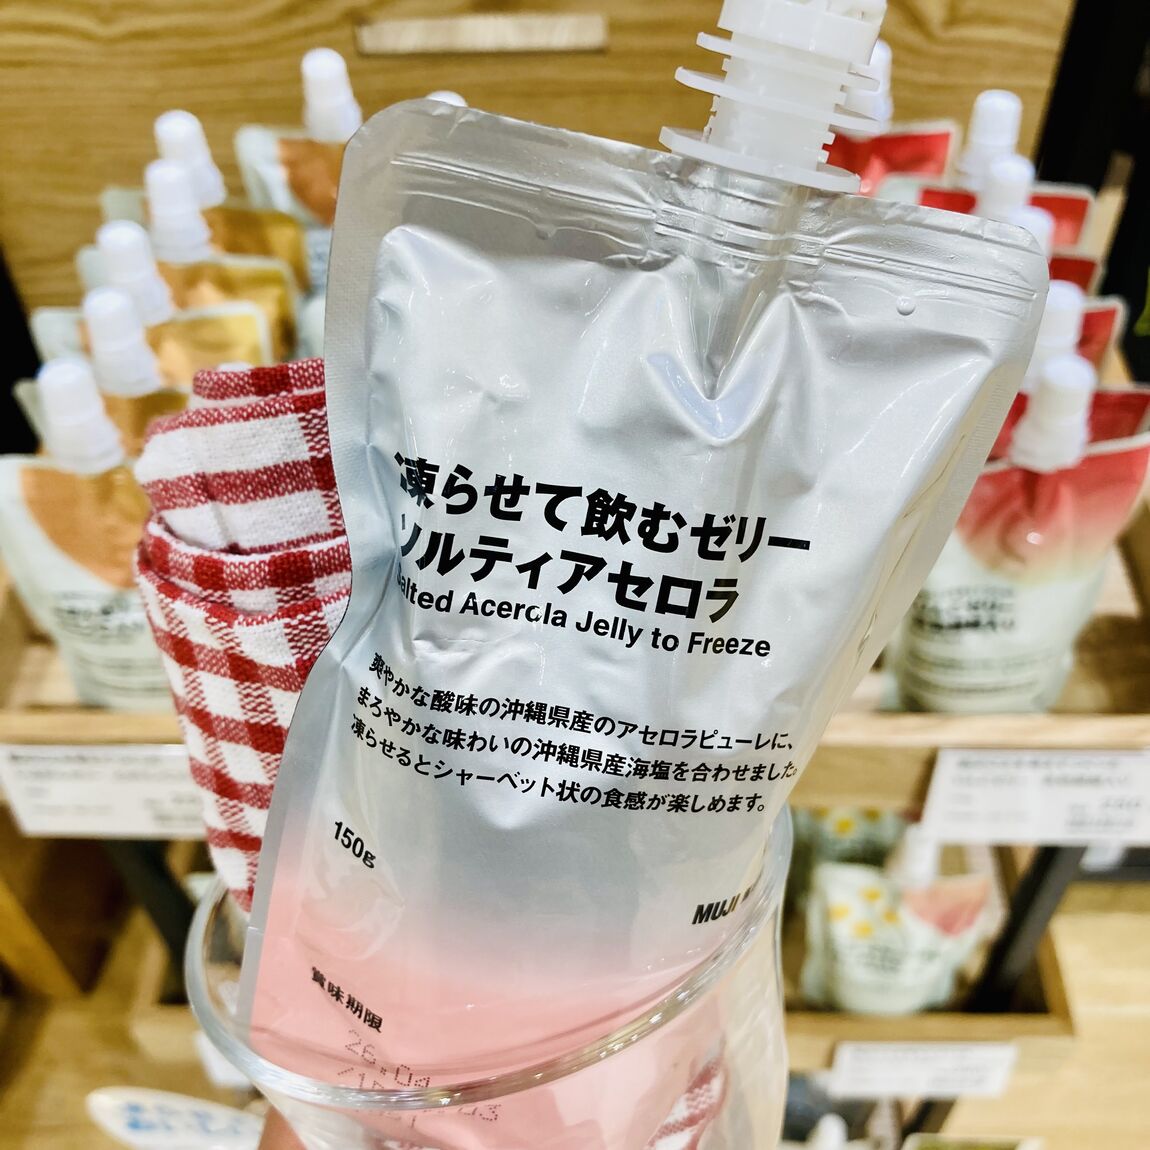 凍らせて飲むゼリー
ソルティアセロラ
Salted Acerola Jelly to Freeze
爽やかな酸味の沖縄県産のアセロラピューレに、
まろやかな味わいの沖縄県産海塩を合わせました。
凍らせるとシャーベット状の食感が楽しめます。
150g
MUJI
賞味期限
26.04